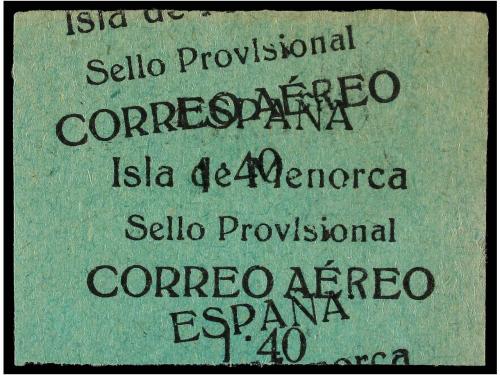 Isla de
Sello Provisional
CORREO AÉREO
ESPAÑA
1'40
Isla de Menorca
Sello Provisional
CORREO AÉREO
ESPAÑA
1'40
Menorca